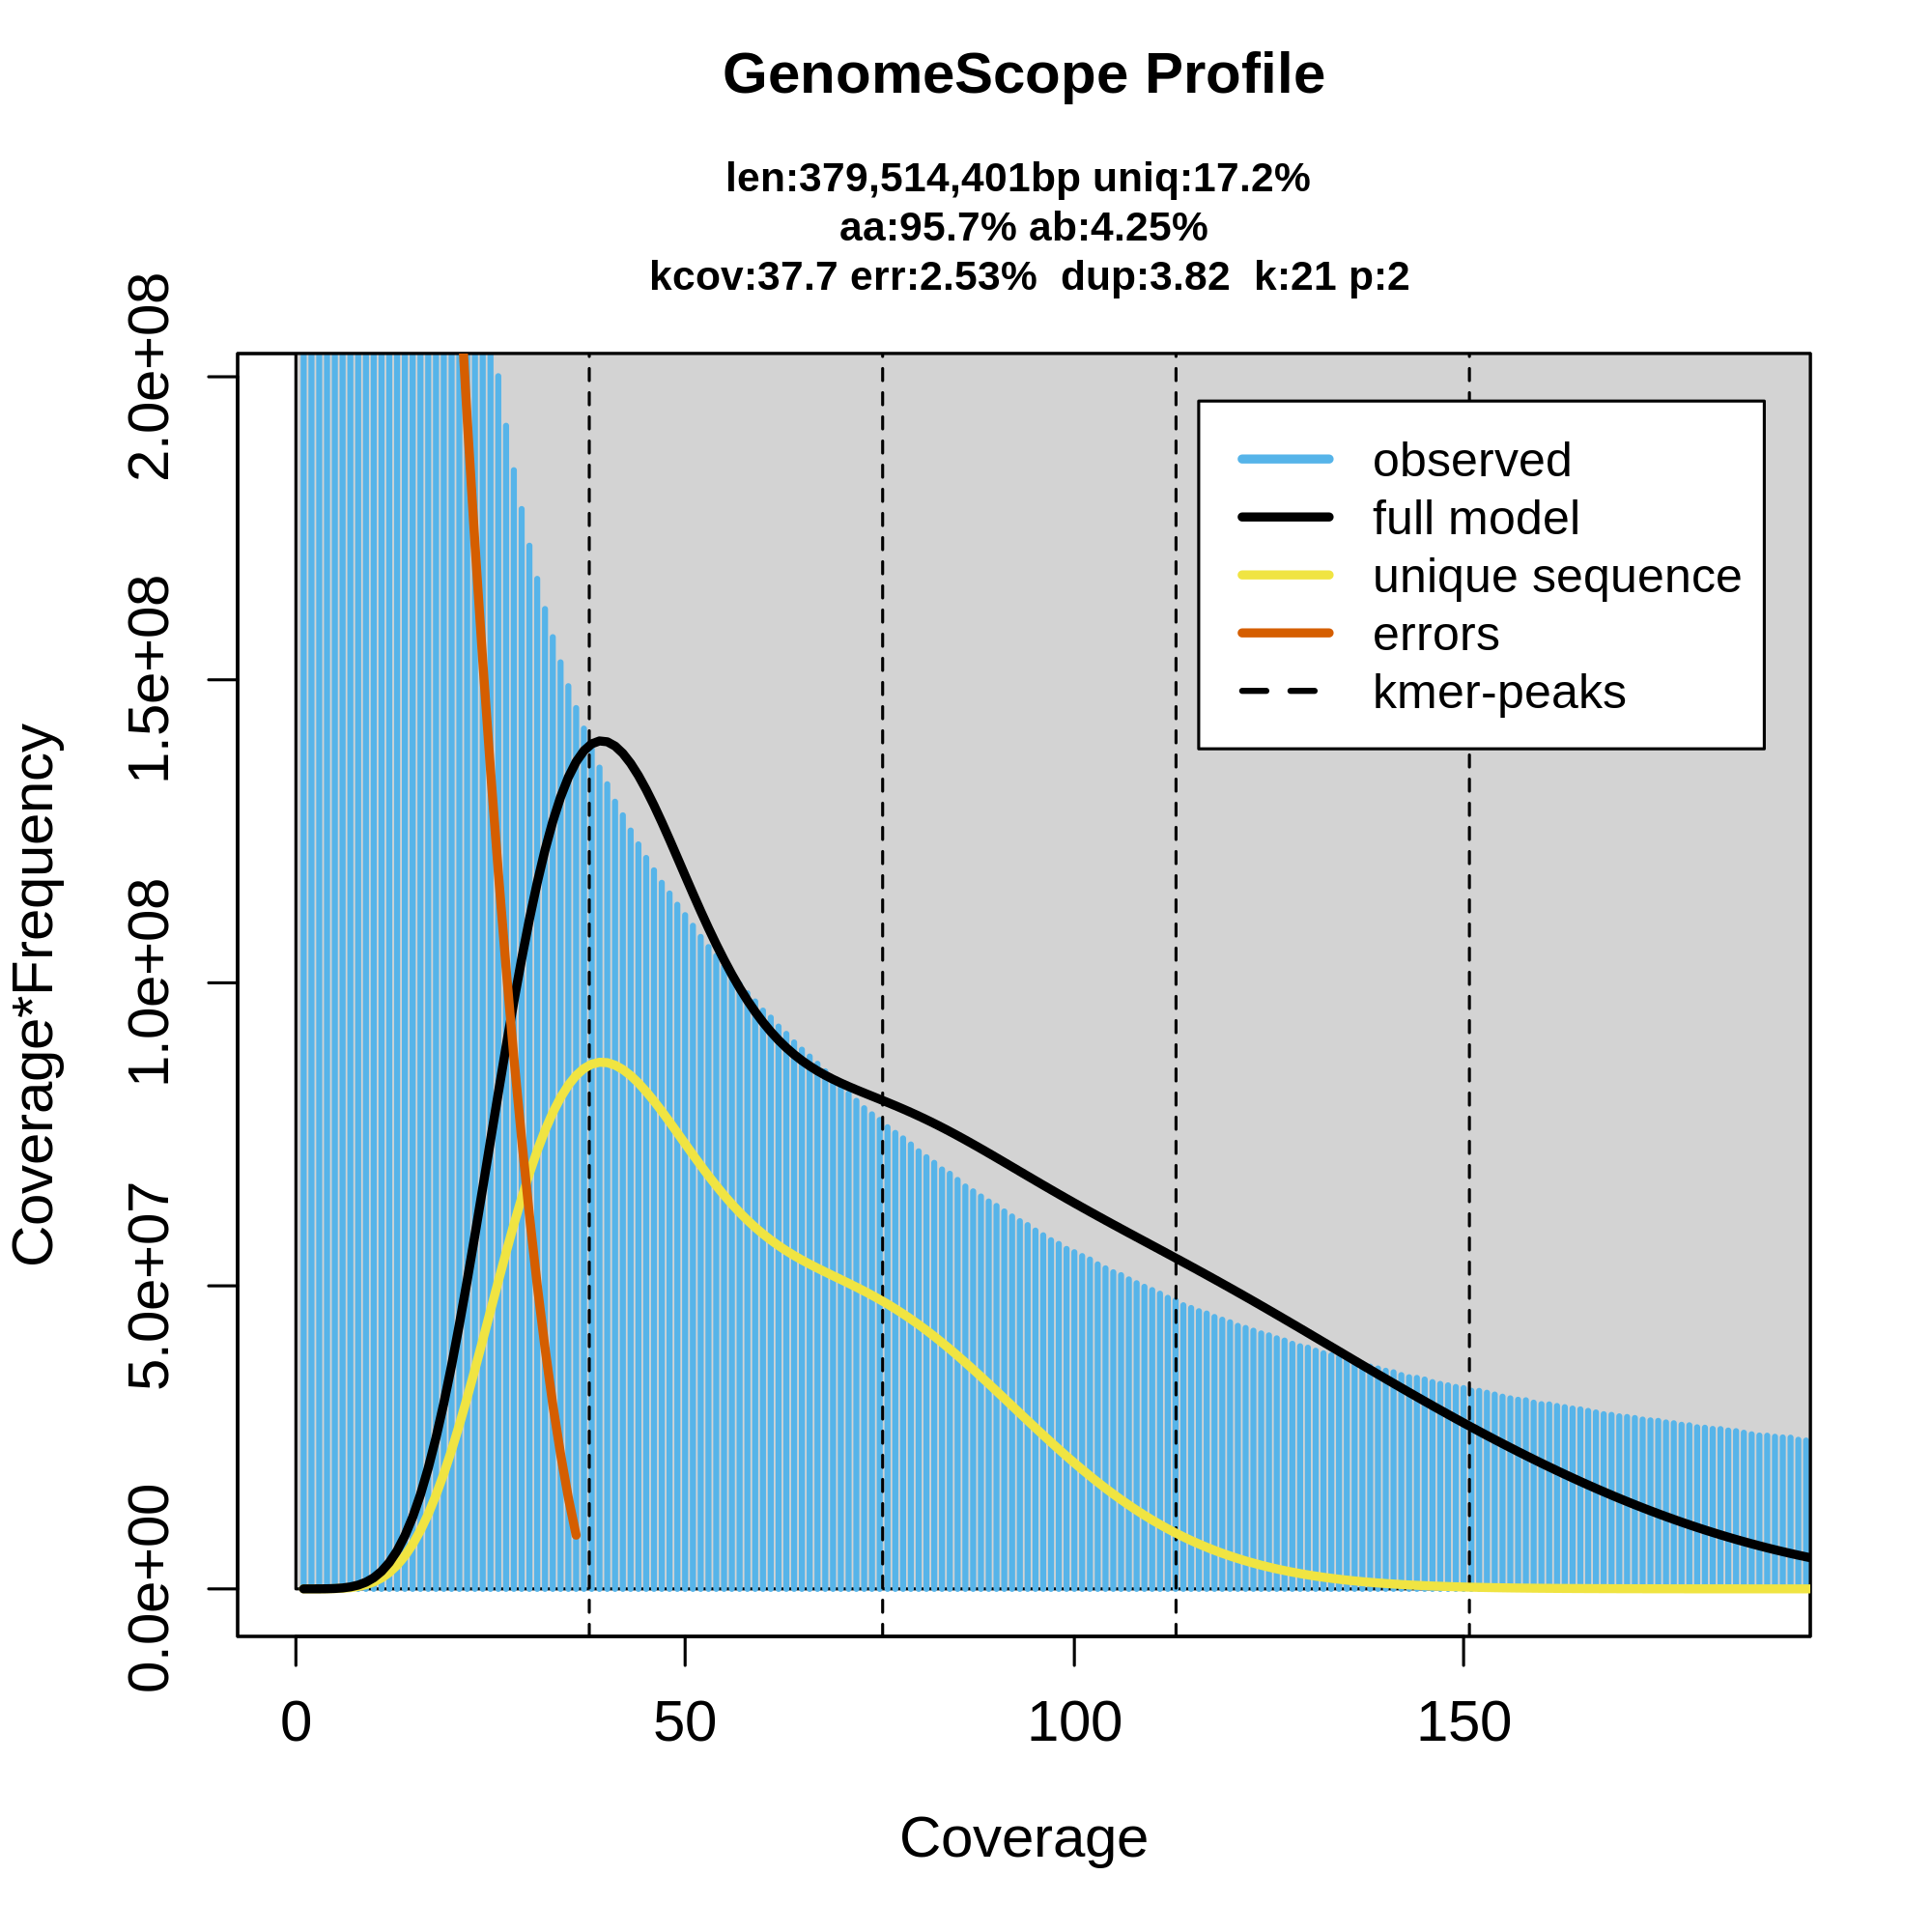 GenomeScope Profile
len:379,514,401bp uniq:17.2%
aa:95.7% ab:4.25%
kcov:37.7 err:2.53%  dup:3.82  k:21 p:2
observed
full model
unique sequence
errors
kmer-peaks
Coverage*Frequency
2.0e+08
1.5e+08
1.0e+08
5.0e+07
0.0e+00
0 50 100 150
Coverage